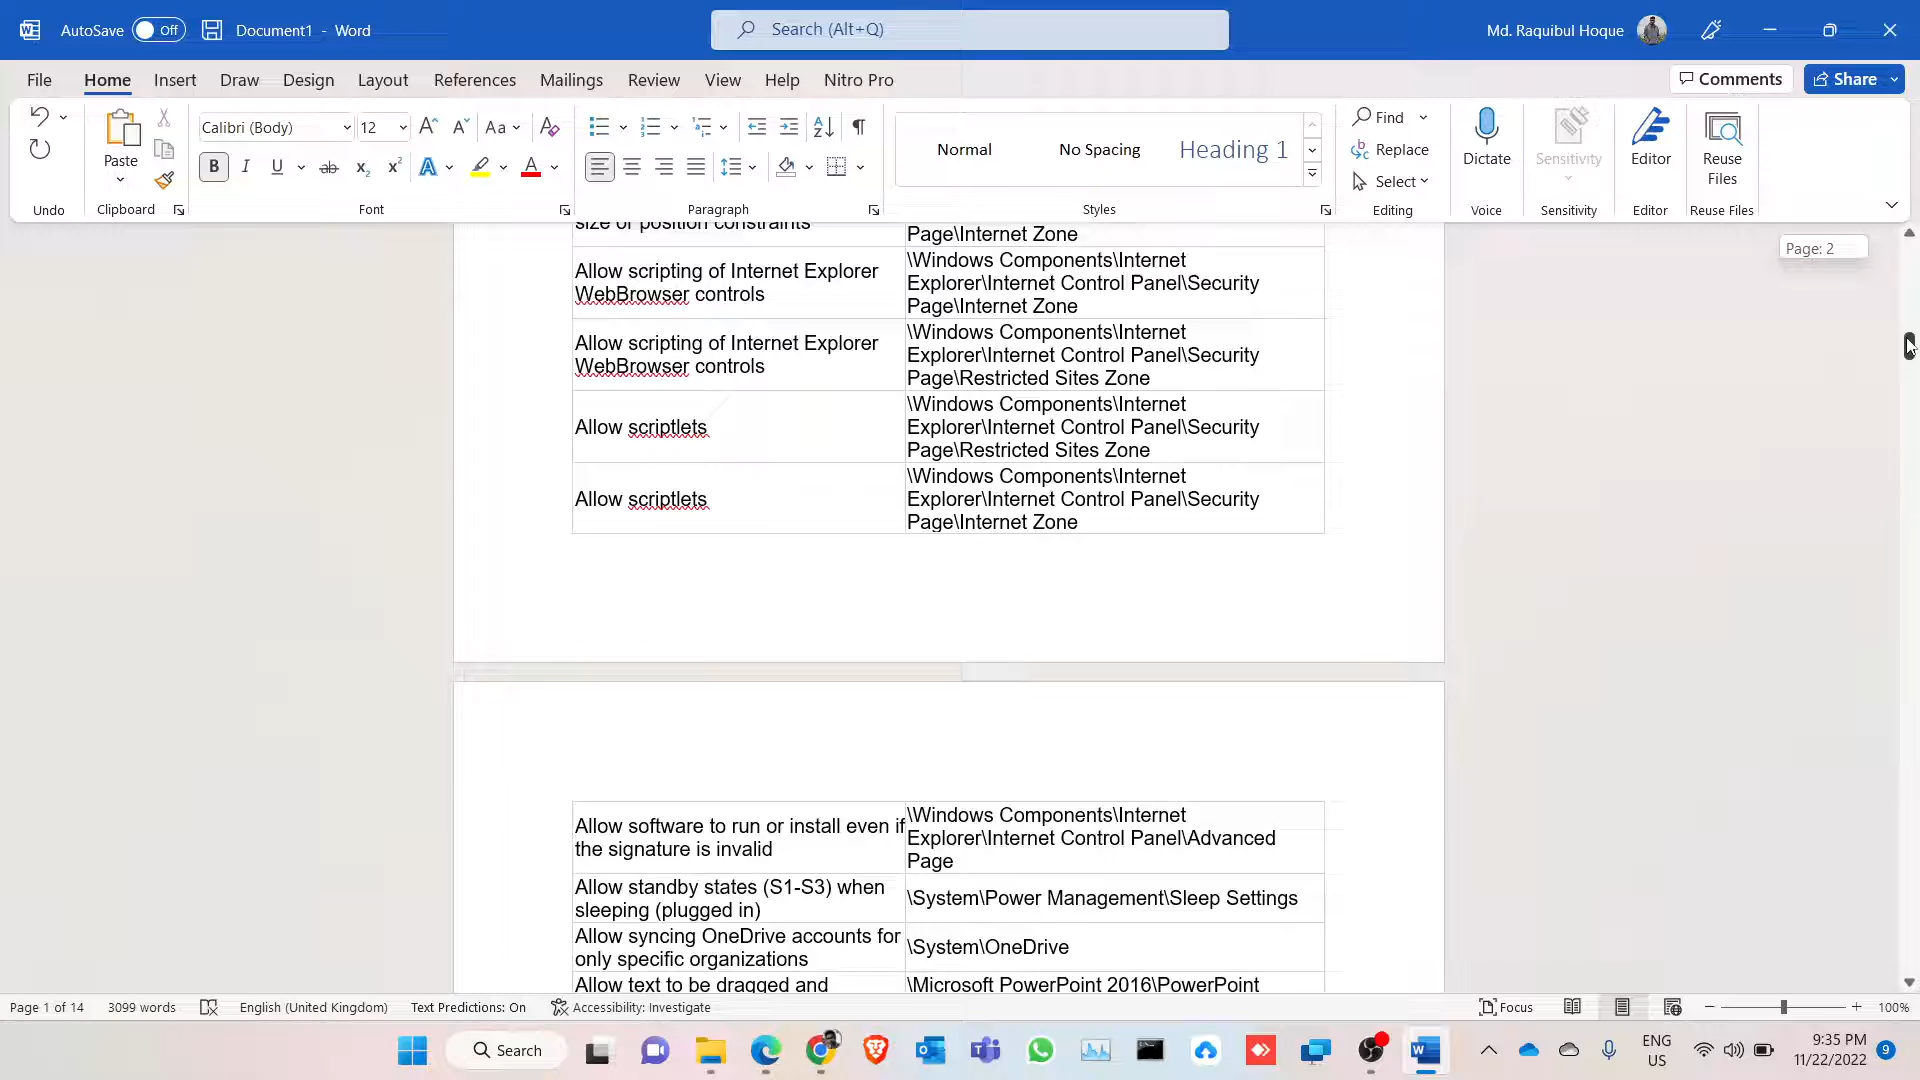 AutoSave Off Document1 - Word Search (Alt+Q) Md. Raquibul Hoque
File Home Insert Draw Design Layout References Mailings Review View Help Nitro Pro Comments Share
Calibri (Body) 12 Aa
Find
Paste
B I U ab x₂ x² A A
Normal No Spacing Heading 1
Replace
Select
Dictate Sensitivity Editor Reuse Files
Undo Clipboard Font Paragraph Styles Editing Voice Sensitivity Editor Reuse Files
Page: 2
size or position constraints
Page\Internet Zone
Allow scripting of Internet Explorer
WebBrowser controls
\Windows Components\Internet
Explorer\Internet Control Panel\Security
Page\Internet Zone
Allow scripting of Internet Explorer
WebBrowser controls
\Windows Components\Internet
Explorer\Internet Control Panel\Security
Page\Restricted Sites Zone
Allow scriptlets
\Windows Components\Internet
Explorer\Internet Control Panel\Security
Page\Restricted Sites Zone
Allow scriptlets
\Windows Components\Internet
Explorer\Internet Control Panel\Security
Page\Internet Zone
Allow software to run or install even if
the signature is invalid
\Windows Components\Internet
Explorer\Internet Control Panel\Advanced
Page
Allow standby states (S1-S3) when
sleeping (plugged in)
\System\Power Management\Sleep Settings
Allow syncing OneDrive accounts for
only specific organizations
\System\OneDrive
Allow text to be dragged and
\Microsoft PowerPoint 2016\PowerPoint
Page 1 of 14 3099 words English (United Kingdom) Text Predictions: On Accessibility: Investigate Focus 100%
Search
ENG
US
9:35 PM
11/22/2022
9